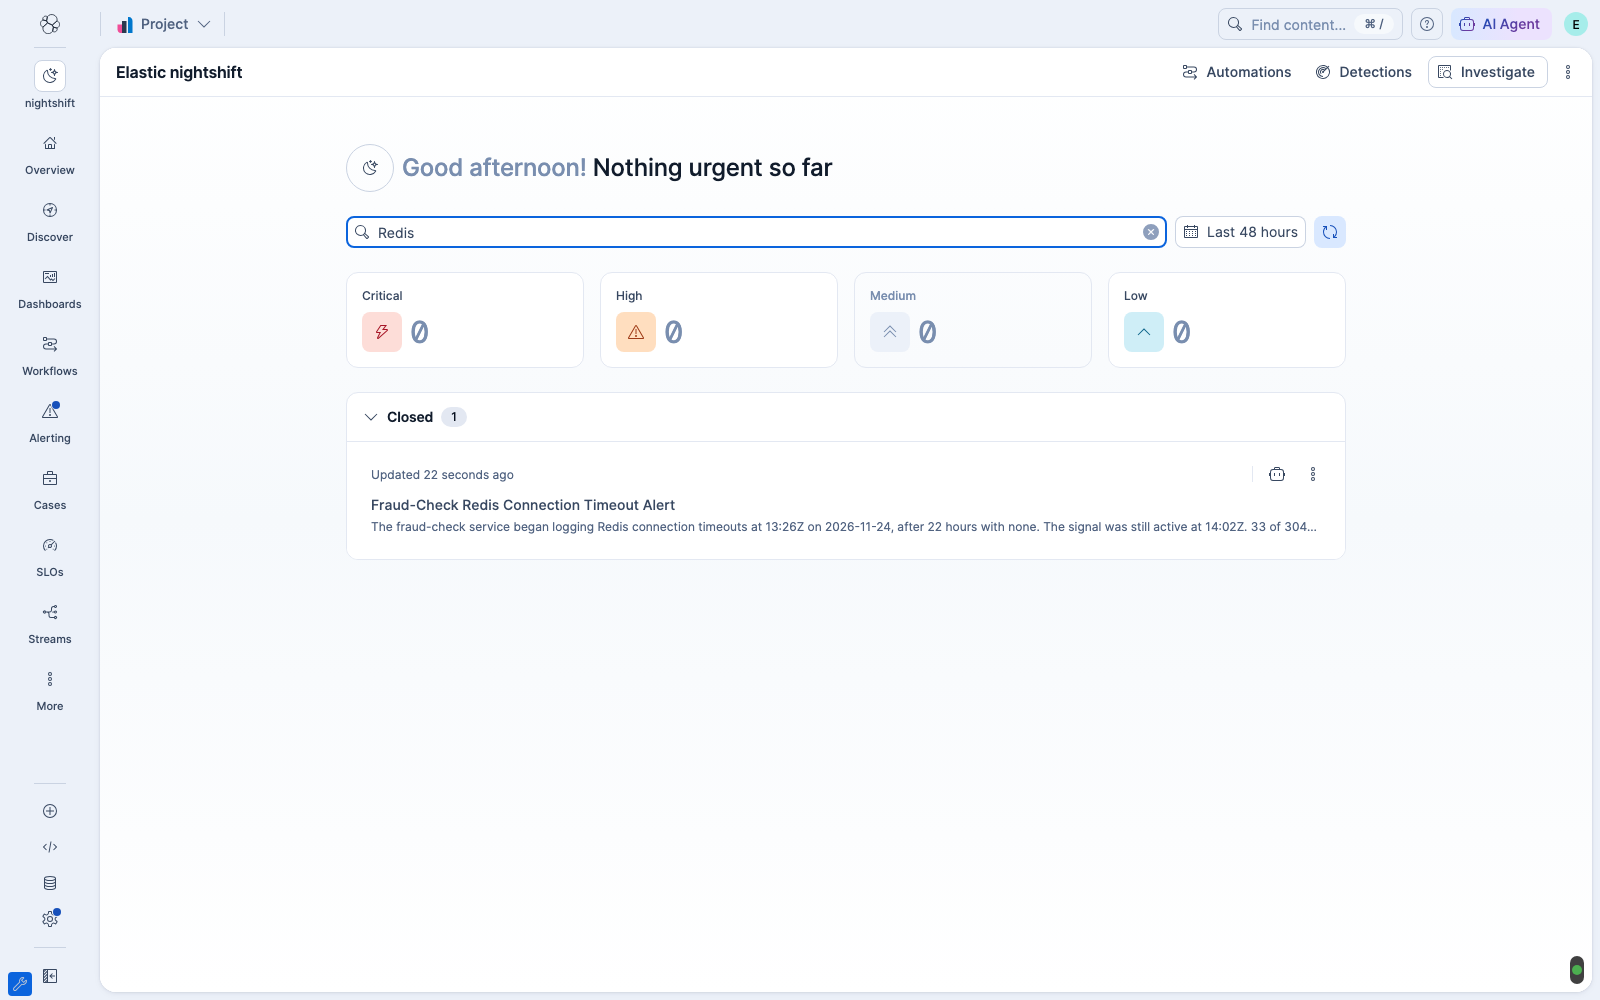 Project
Find content...
⌘ /
AI Agent
E
nightshift
Overview
Discover
Dashboards
Workflows
Alerting
Cases
SLOs
Streams
More
Elastic nightshift
Automations
Detections
Investigate
Good afternoon! Nothing urgent so far
Redis
Last 48 hours
Critical
0
High
0
Medium
0
Low
0
Closed 1
Updated 22 seconds ago
Fraud-Check Redis Connection Timeout Alert
The fraud-check service began logging Redis connection timeouts at 13:26Z on 2026-11-24, after 22 hours with none. The signal was still active at 14:02Z. 33 of 304...